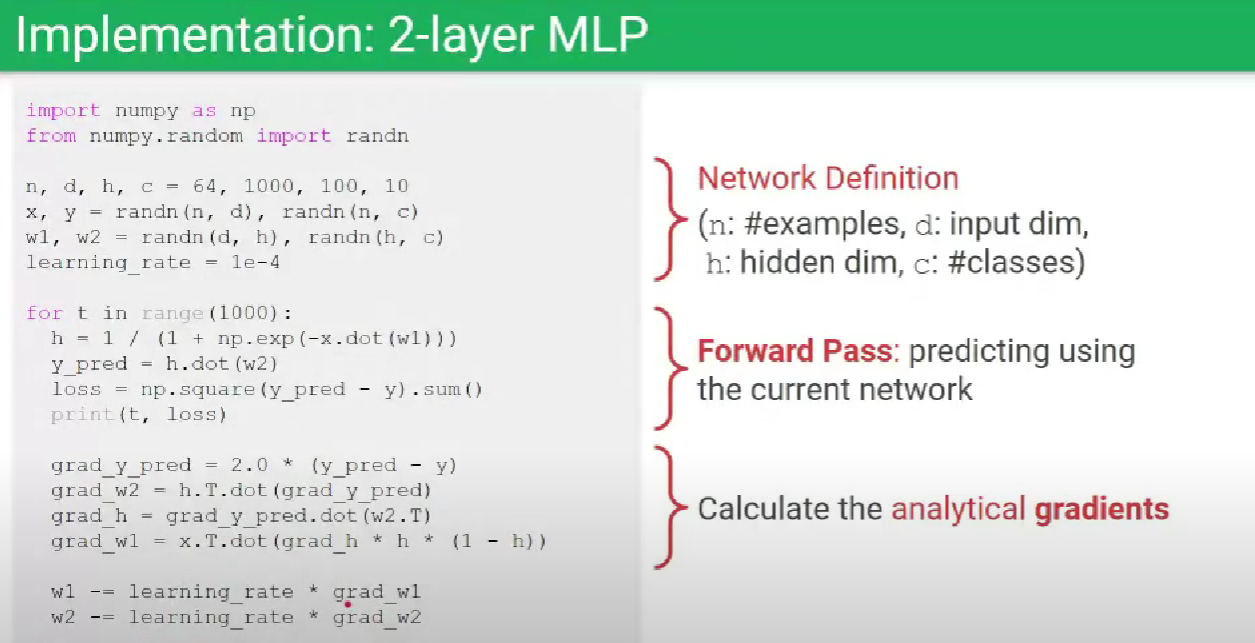 Implementation: 2-layer MLP
import numpy as np
from numpy.random import randn
n, d, h, c = 64, 1000, 100, 10
x, y = randn(n, d), randn(n, c)
w1, w2 = randn(d, h), randn(h, c)
learning_rate = 1e-4
for t in range(1000):
h = 1 / (1 + np.exp(-x.dot(w1)))
y_pred = h.dot(w2)
loss = np.square(y_pred - y).sum()
print(t, loss)
grad_y_pred = 2.0 * (y_pred - y)
grad_w2 = h.T.dot(grad_y_pred)
grad_h = grad_y_pred.dot(w2.T)
grad_w1 = x.T.dot(grad_h * h * (1 - h))
w1 -= learning_rate * grad_w1
w2 -= learning_rate * grad_w2
Network Definition
(n: #examples, d: input dim,
h: hidden dim, c: #classes)
Forward Pass: predicting using
the current network
Calculate the analytical gradients